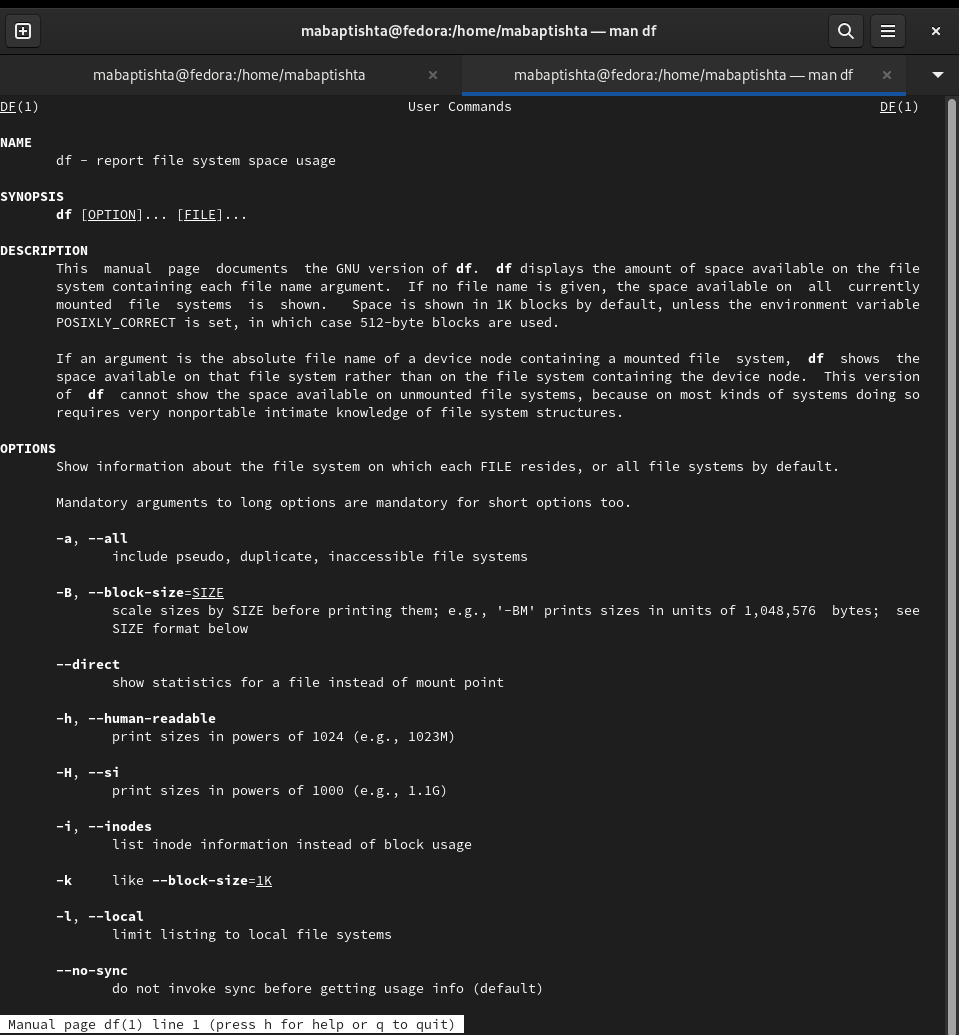 mabaptishta@fedora:/home/mabaptishta — man df
mabaptishta@fedora:/home/mabaptishta
mabaptishta@fedora:/home/mabaptishta — man df
DF(1) User Commands DF(1)
NAME
df - report file system space usage
SYNOPSIS
df [OPTION]... [FILE]...
DESCRIPTION
This manual page documents the GNU version of df. df displays the amount of space available on the file
system containing each file name argument. If no file name is given, the space available on all currently
mounted file systems is shown. Space is shown in 1K blocks by default, unless the environment variable
POSIXLY_CORRECT is set, in which case 512-byte blocks are used.
If an argument is the absolute file name of a device node containing a mounted file system, df shows the
space available on that file system rather than on the file system containing the device node. This version
of df cannot show the space available on unmounted file systems, because on most kinds of systems doing so
requires very nonportable intimate knowledge of file system structures.
OPTIONS
Show information about the file system on which each FILE resides, or all file systems by default.
Mandatory arguments to long options are mandatory for short options too.
-a, --all
include pseudo, duplicate, inaccessible file systems
-B, --block-size=SIZE
scale sizes by SIZE before printing them; e.g., '-BM' prints sizes in units of 1,048,576 bytes; see
SIZE format below
--direct
show statistics for a file instead of mount point
-h, --human-readable
print sizes in powers of 1024 (e.g., 1023M)
-H, --si
print sizes in powers of 1000 (e.g., 1.1G)
-i, --inodes
list inode information instead of block usage
-k like --block-size=1K
-l, --local
limit listing to local file systems
--no-sync
do not invoke sync before getting usage info (default)
Manual page df(1) line 1 (press h for help or q to quit)